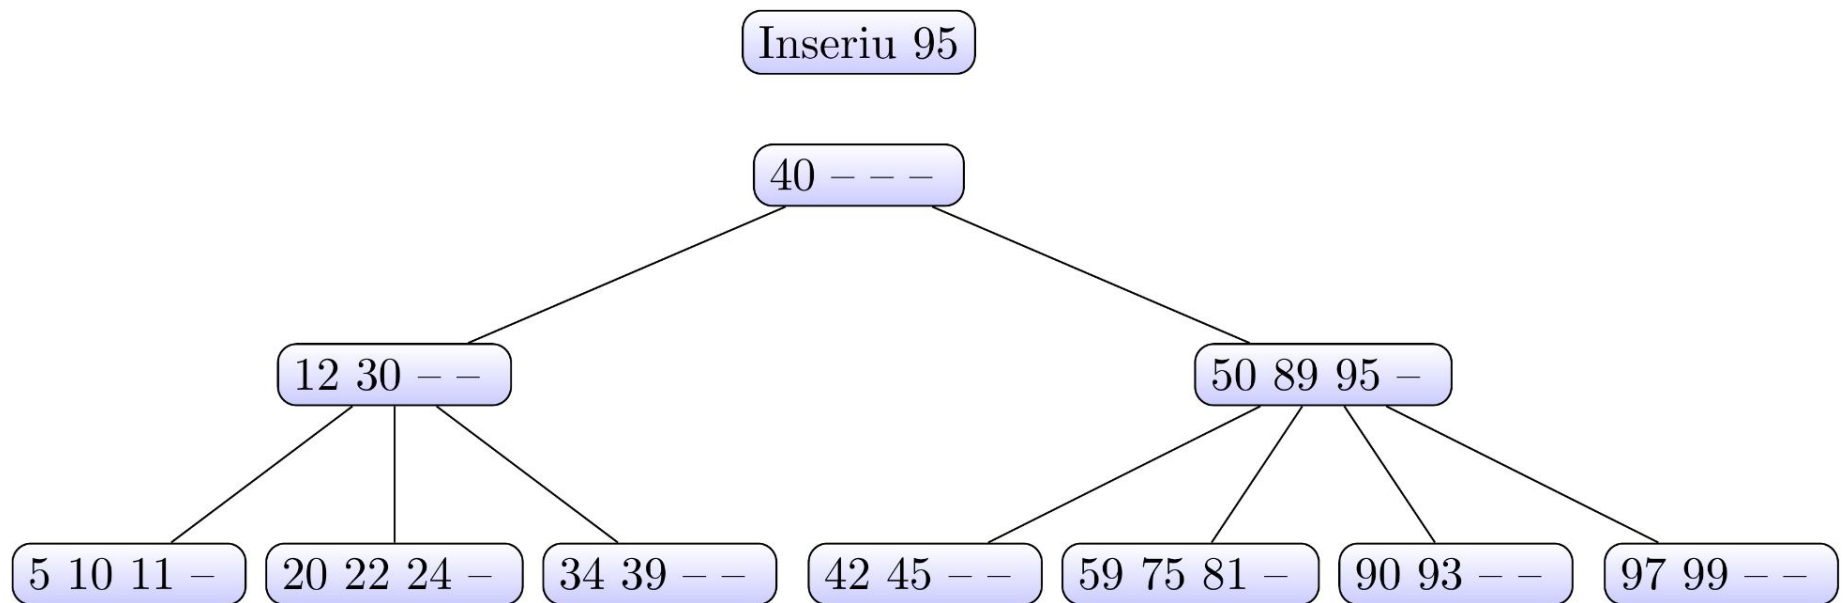 Inseriu 95
40 – – –
12 30 – –
50 89 95 –
5 10 11 –
20 22 24 –
34 39 – –
42 45 – –
59 75 81 –
90 93 – –
97 99 – –